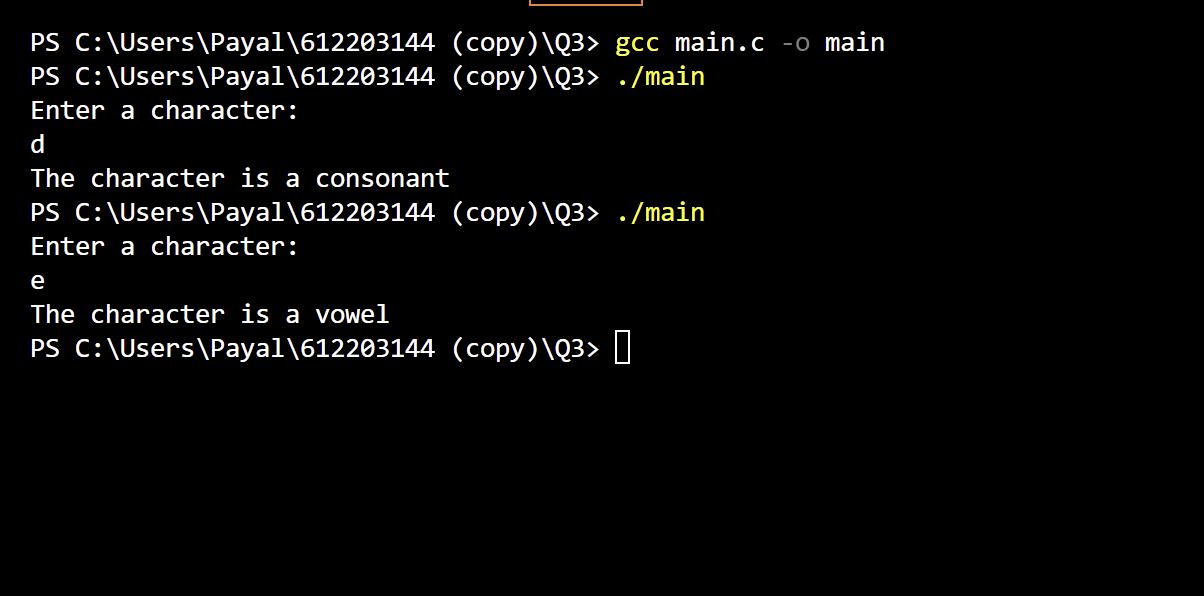 PS C:\Users\Payal\612203144 (copy)\Q3> gcc main.c -o main
PS C:\Users\Payal\612203144 (copy)\Q3> ./main
Enter a character:
d
The character is a consonant
PS C:\Users\Payal\612203144 (copy)\Q3> ./main
Enter a character:
e
The character is a vowel
PS C:\Users\Payal\612203144 (copy)\Q3>